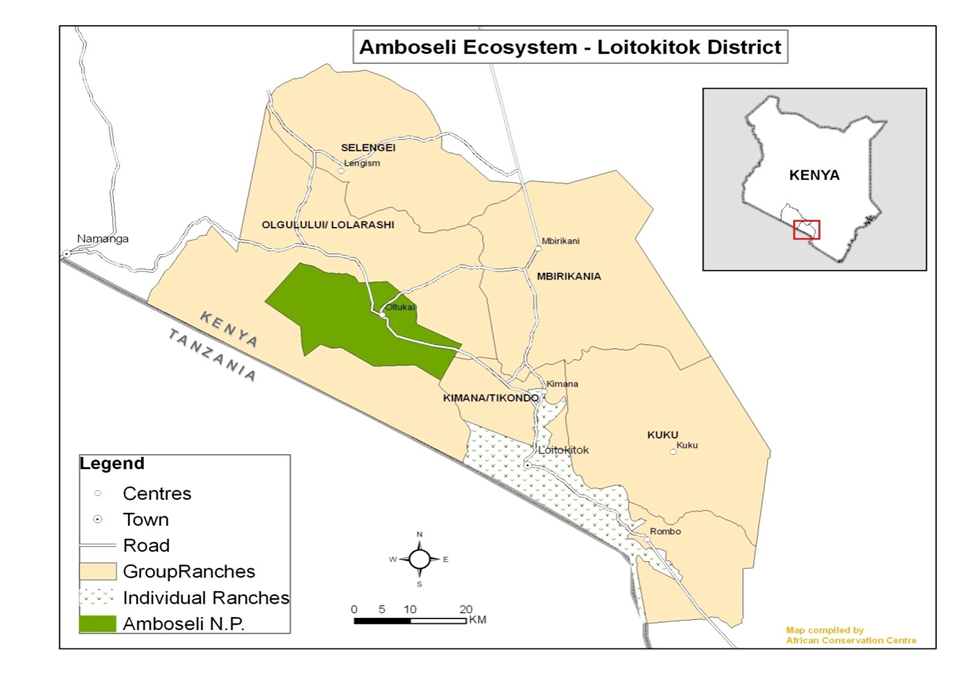 Amboseli Ecosystem - Loitokitok District
KENYA
SELENGEI
Lengism
OLGULULUI/ LOLARASHI
Namanga
Mbirikani
MBIRIKANIA
Oltukai
KENYA
TANZANIA
Kimana
KIMANA/TIKONDO
KUKU
Kuku
Loitokitok
Rombo
Legend
Centres
Town
Road
GroupRanches
Individual Ranches
Amboseli N.P.
N
W E
S
0 5 10 20
KM
Map compiled by
African Conservation Centre